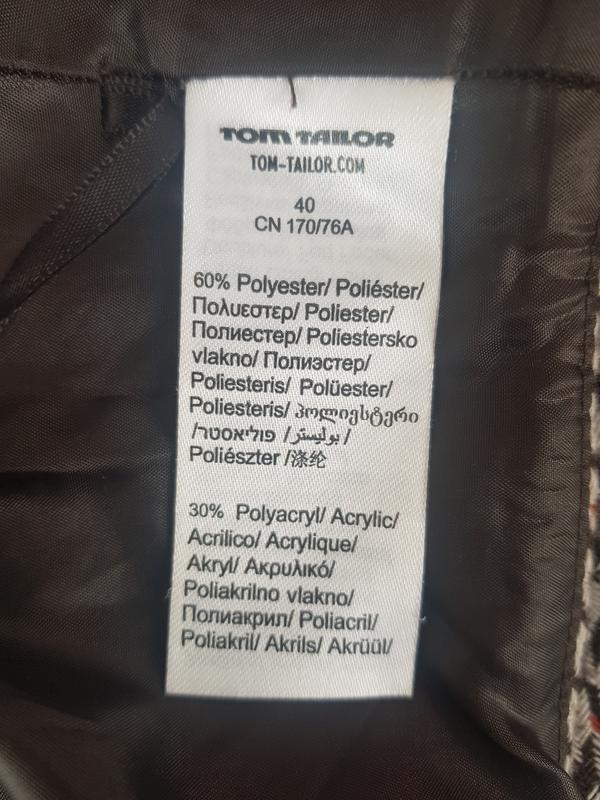 TOM TAILOR
TOM-TAILOR.COM
40
CN 170/76A
60% Polyester/ Poliéster/
Πολυεστερ/ Poliester/
Полиестер/ Poliestersko
vlakno/ Полиэстер/
Poliesteris/ Polüester/
Poliesteris/ პოლიესტერი
/بوليستر/ פוליאסטר/
Poliészter /涤纶
30% Polyacryl/ Acrylic/
Acrilico/ Acrylique/
Akryl/ Ακρυλικό/
Poliakrilno vlakno/
Полиакрил/ Poliacril/
Poliakril/ Akrils/ Akrüül/